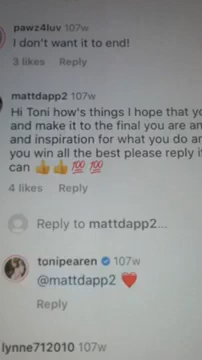 pawz4luv 107w
I don't want it to end!
3 likes Reply
mattdapp2 107w
Hi Toni how's things I hope that yo
and make it to the final you are an
and inspiration for what you do ar
you win all the best please reply i
can 👍👍💯💯
4 likes Reply
Reply to mattdapp2...
tonipearen 107w
@mattdapp2 ❤️
Reply
lynne712010 107w